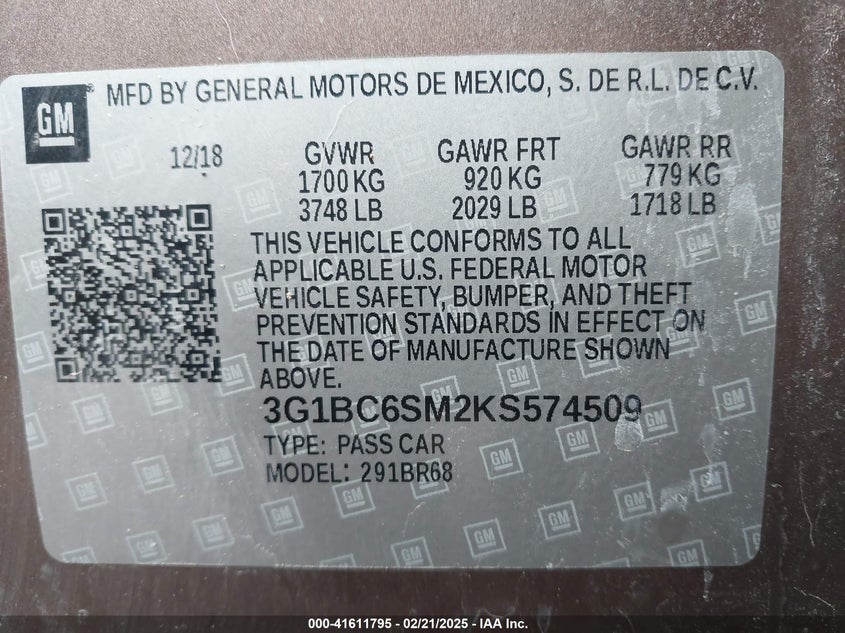 GM
MFD BY GENERAL MOTORS DE MEXICO, S. DE R.L. DE C.V.
12/18 GVWR GAWR FRT GAWR RR
1700 KG 920 KG 779 KG
3748 LB 2029 LB 1718 LB
THIS VEHICLE CONFORMS TO ALL
APPLICABLE U.S. FEDERAL MOTOR
VEHICLE SAFETY, BUMPER, AND THEFT
PREVENTION STANDARDS IN EFFECT ON
THE DATE OF MANUFACTURE SHOWN
ABOVE.
3G1BC6SM2KS574509
TYPE: PASS CAR
MODEL: 291BR68
000-41611795 - 02/21/2025 - IAA Inc.